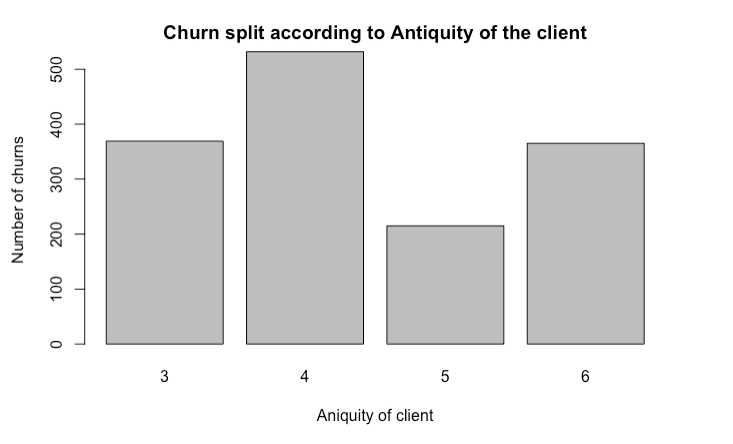 Churn split according to Antiquity of the client
Number of churns
500
400
300
200
100
0
3 4 5 6
Aniquity of client